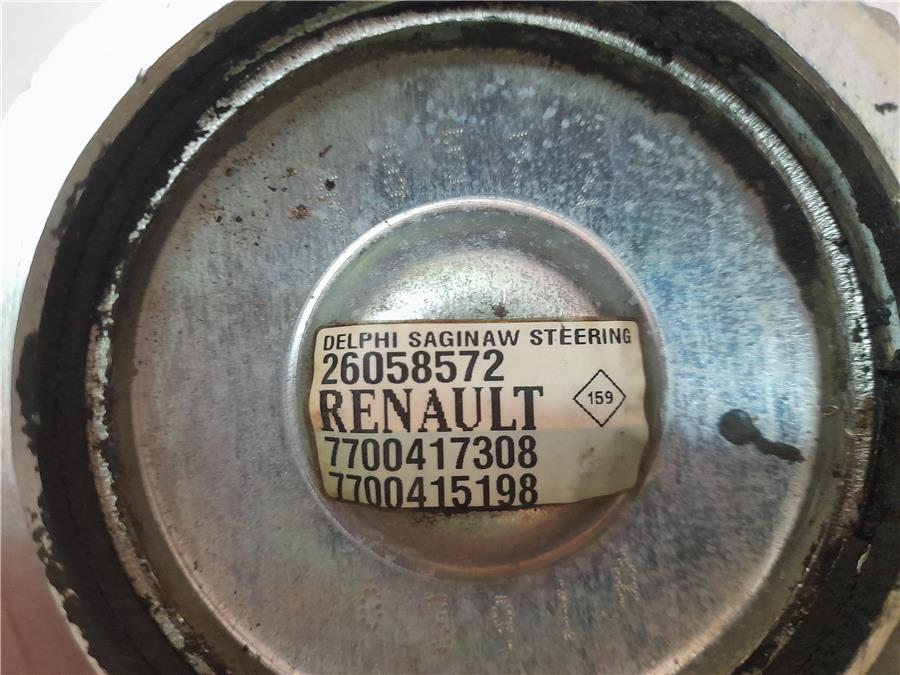 DELPHI SAGINAW STEERING
26058572
RENAULT 159
7700417308
7700415198